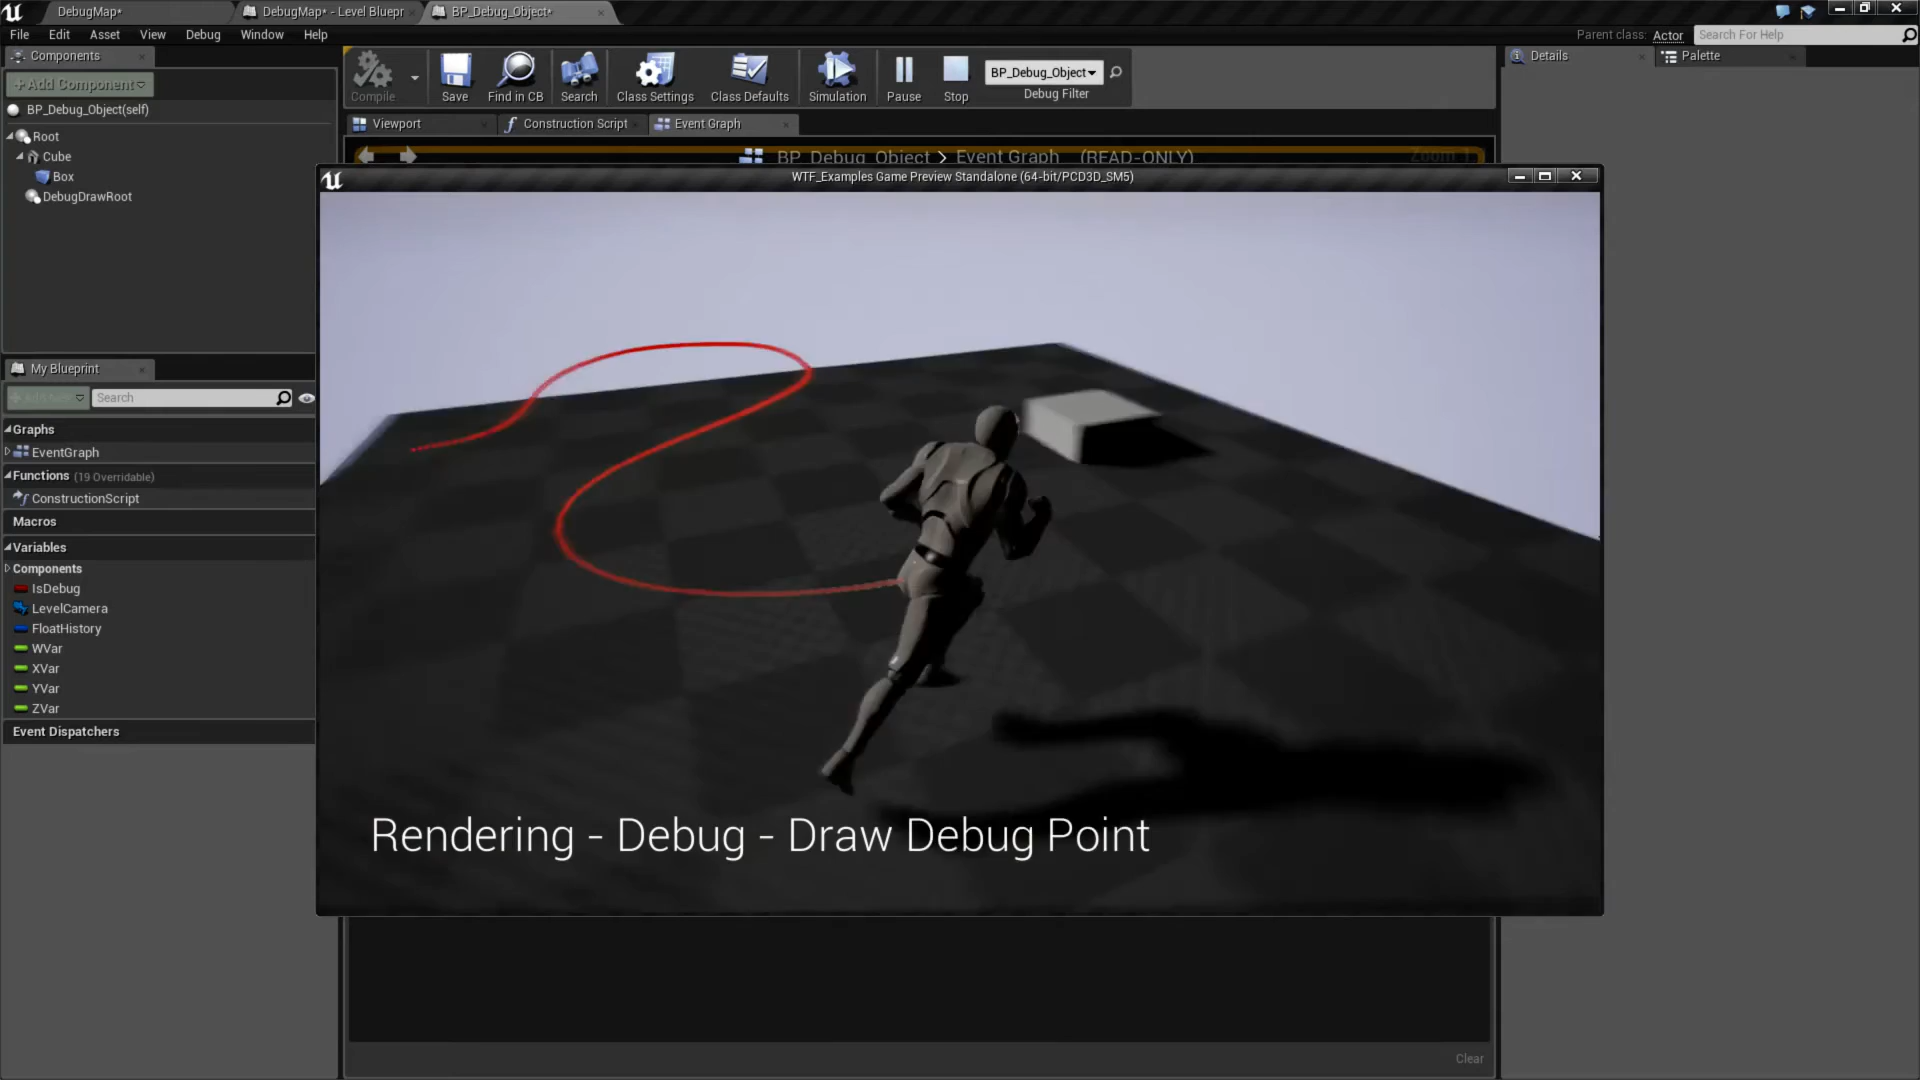 DebugMap*
DebugMap* - Level Bluepr
BP_Debug_Object*
File Edit Asset View Debug Window Help
Parent class: Actor
Search For Help
Components
+Add Component
BP_Debug_Object(self)
Root
Cube
Box
DebugDrawRoot
Compile
Save
Find in CB
Search
Class Settings
Class Defaults
Simulation
Pause
Stop
BP_Debug_Object
Debug Filter
Details
Palette
Viewport
Construction Script
Event Graph
BP_Debug_Object > Event Graph (READ-ONLY)
Zoom 1
WTF_Examples Game Preview Standalone (64-bit/PCD3D_SM5)
My Blueprint
Search
Graphs
EventGraph
Functions (19 Overridable)
ConstructionScript
Macros
Variables
Components
IsDebug
LevelCamera
FloatHistory
WVar
XVar
YVar
ZVar
Event Dispatchers
Rendering - Debug - Draw Debug Point
Clear